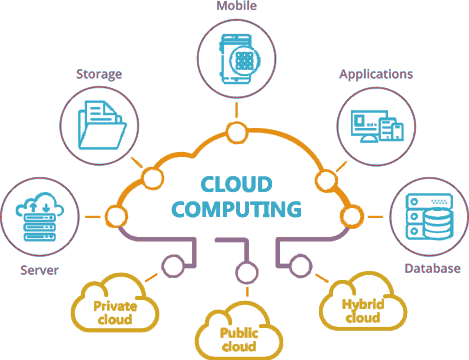 Mobile
Storage
Applications
CLOUD
COMPUTING
Server
Database
Private
cloud
Public
cloud
Hybrid
cloud